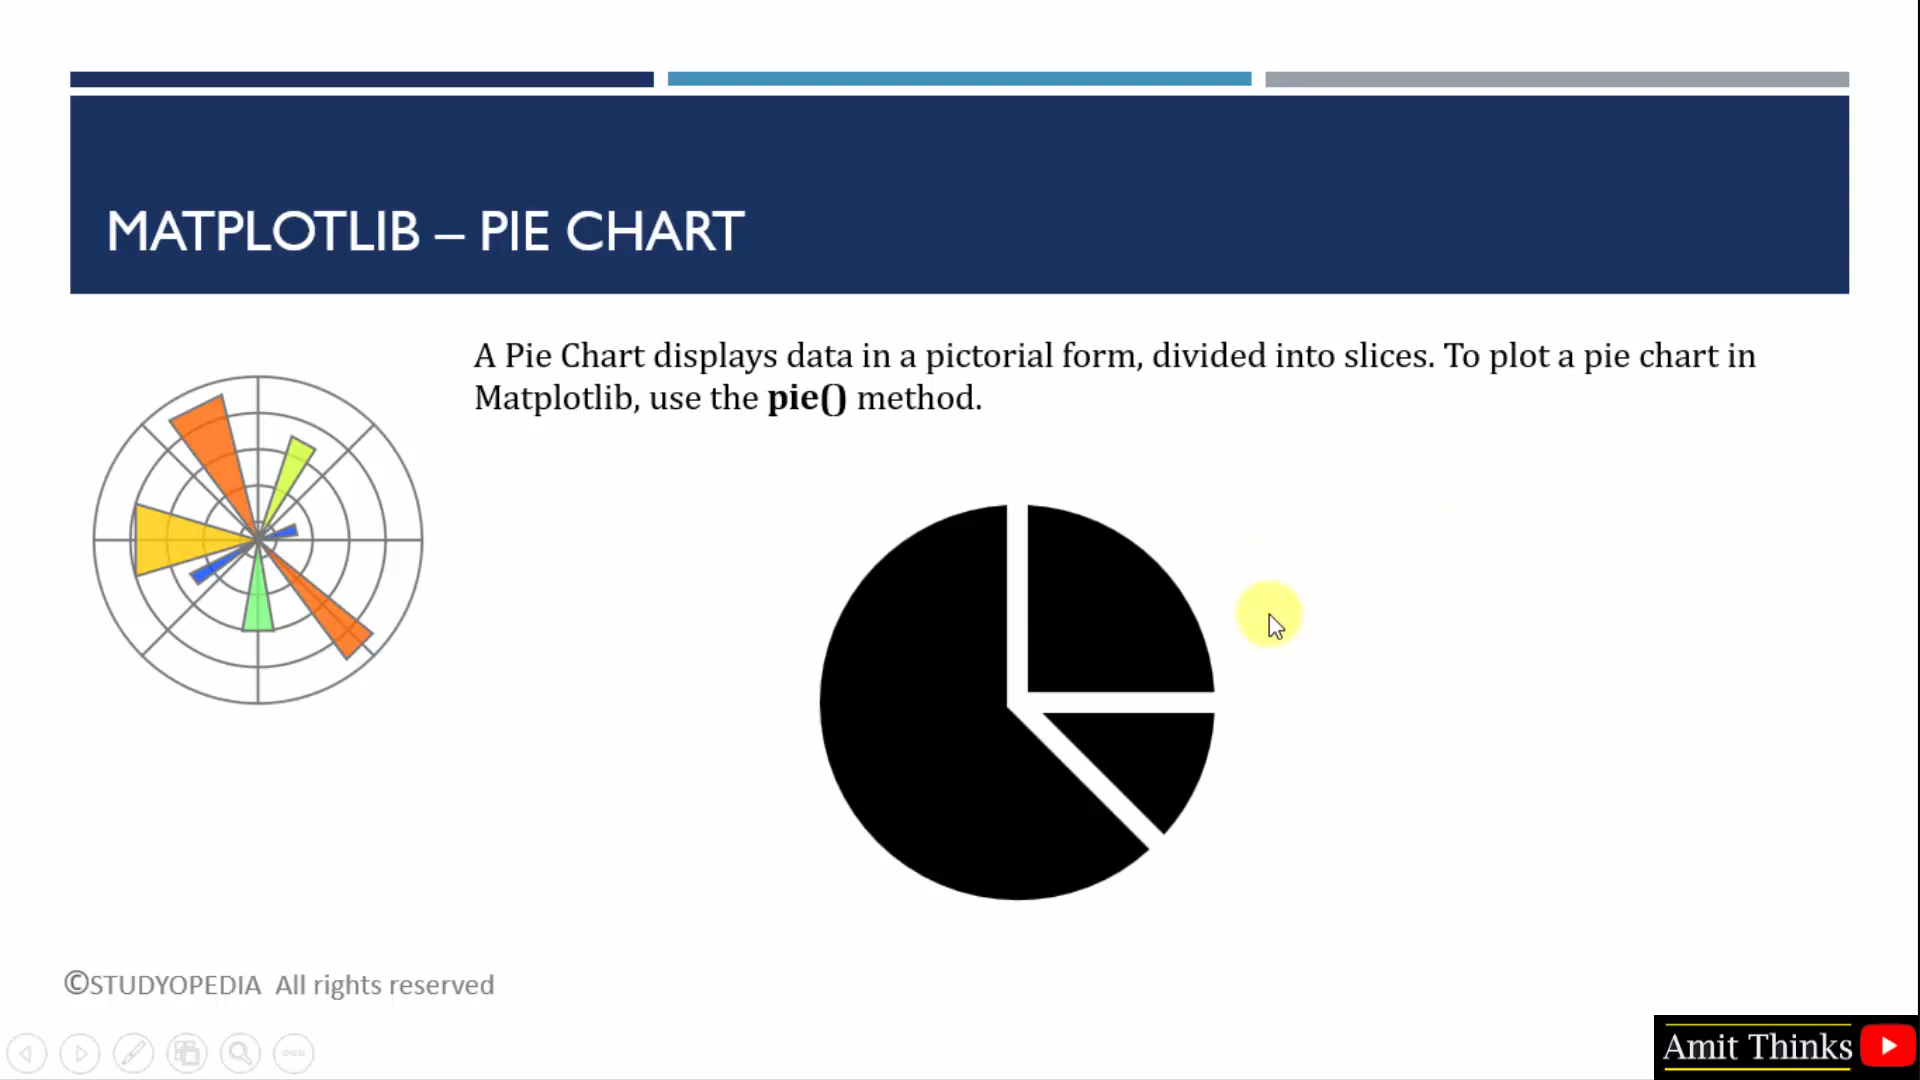 MATPLOTLIB – PIE CHART
A Pie Chart displays data in a pictorial form, divided into slices. To plot a pie chart in
Matplotlib, use the pie() method.
©STUDYOPEDIA All rights reserved
Amit Thinks